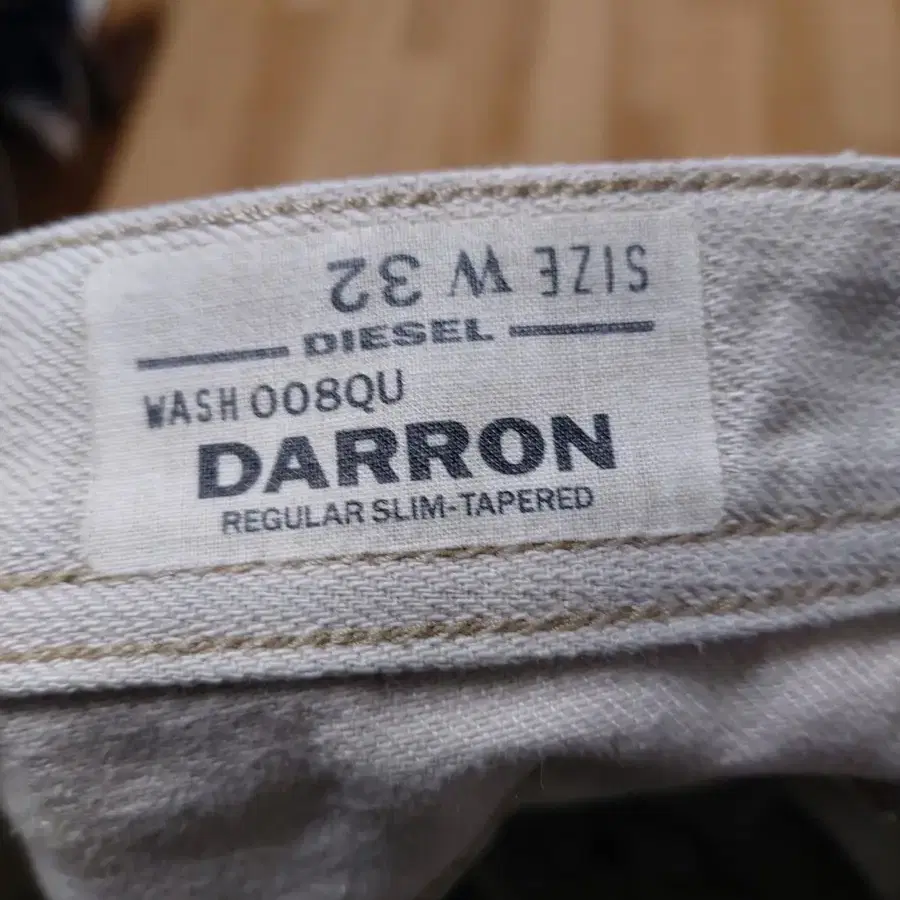 SIZE W 32
DIESEL
WASH 008QU
DARRON
REGULAR SLIM-TAPERED